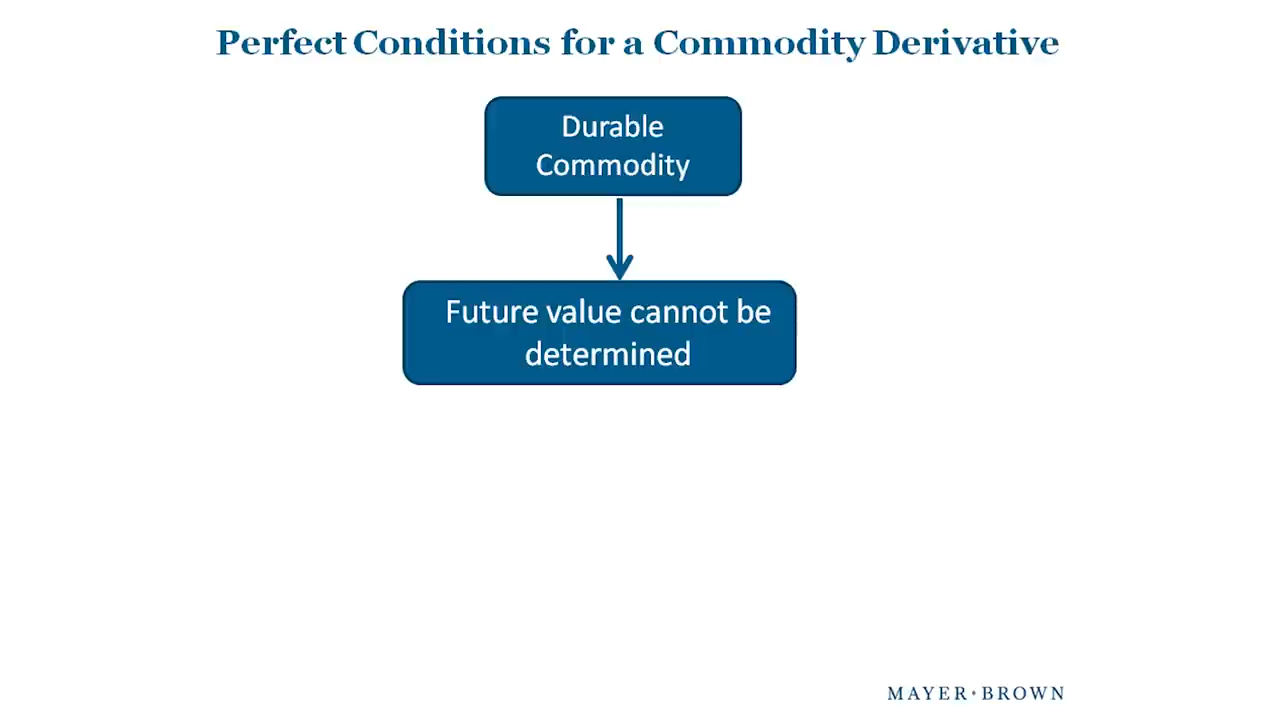 Perfect Conditions for a Commodity Derivative
Durable
Commodity
Future value cannot be
determined
MAYER•BROWN